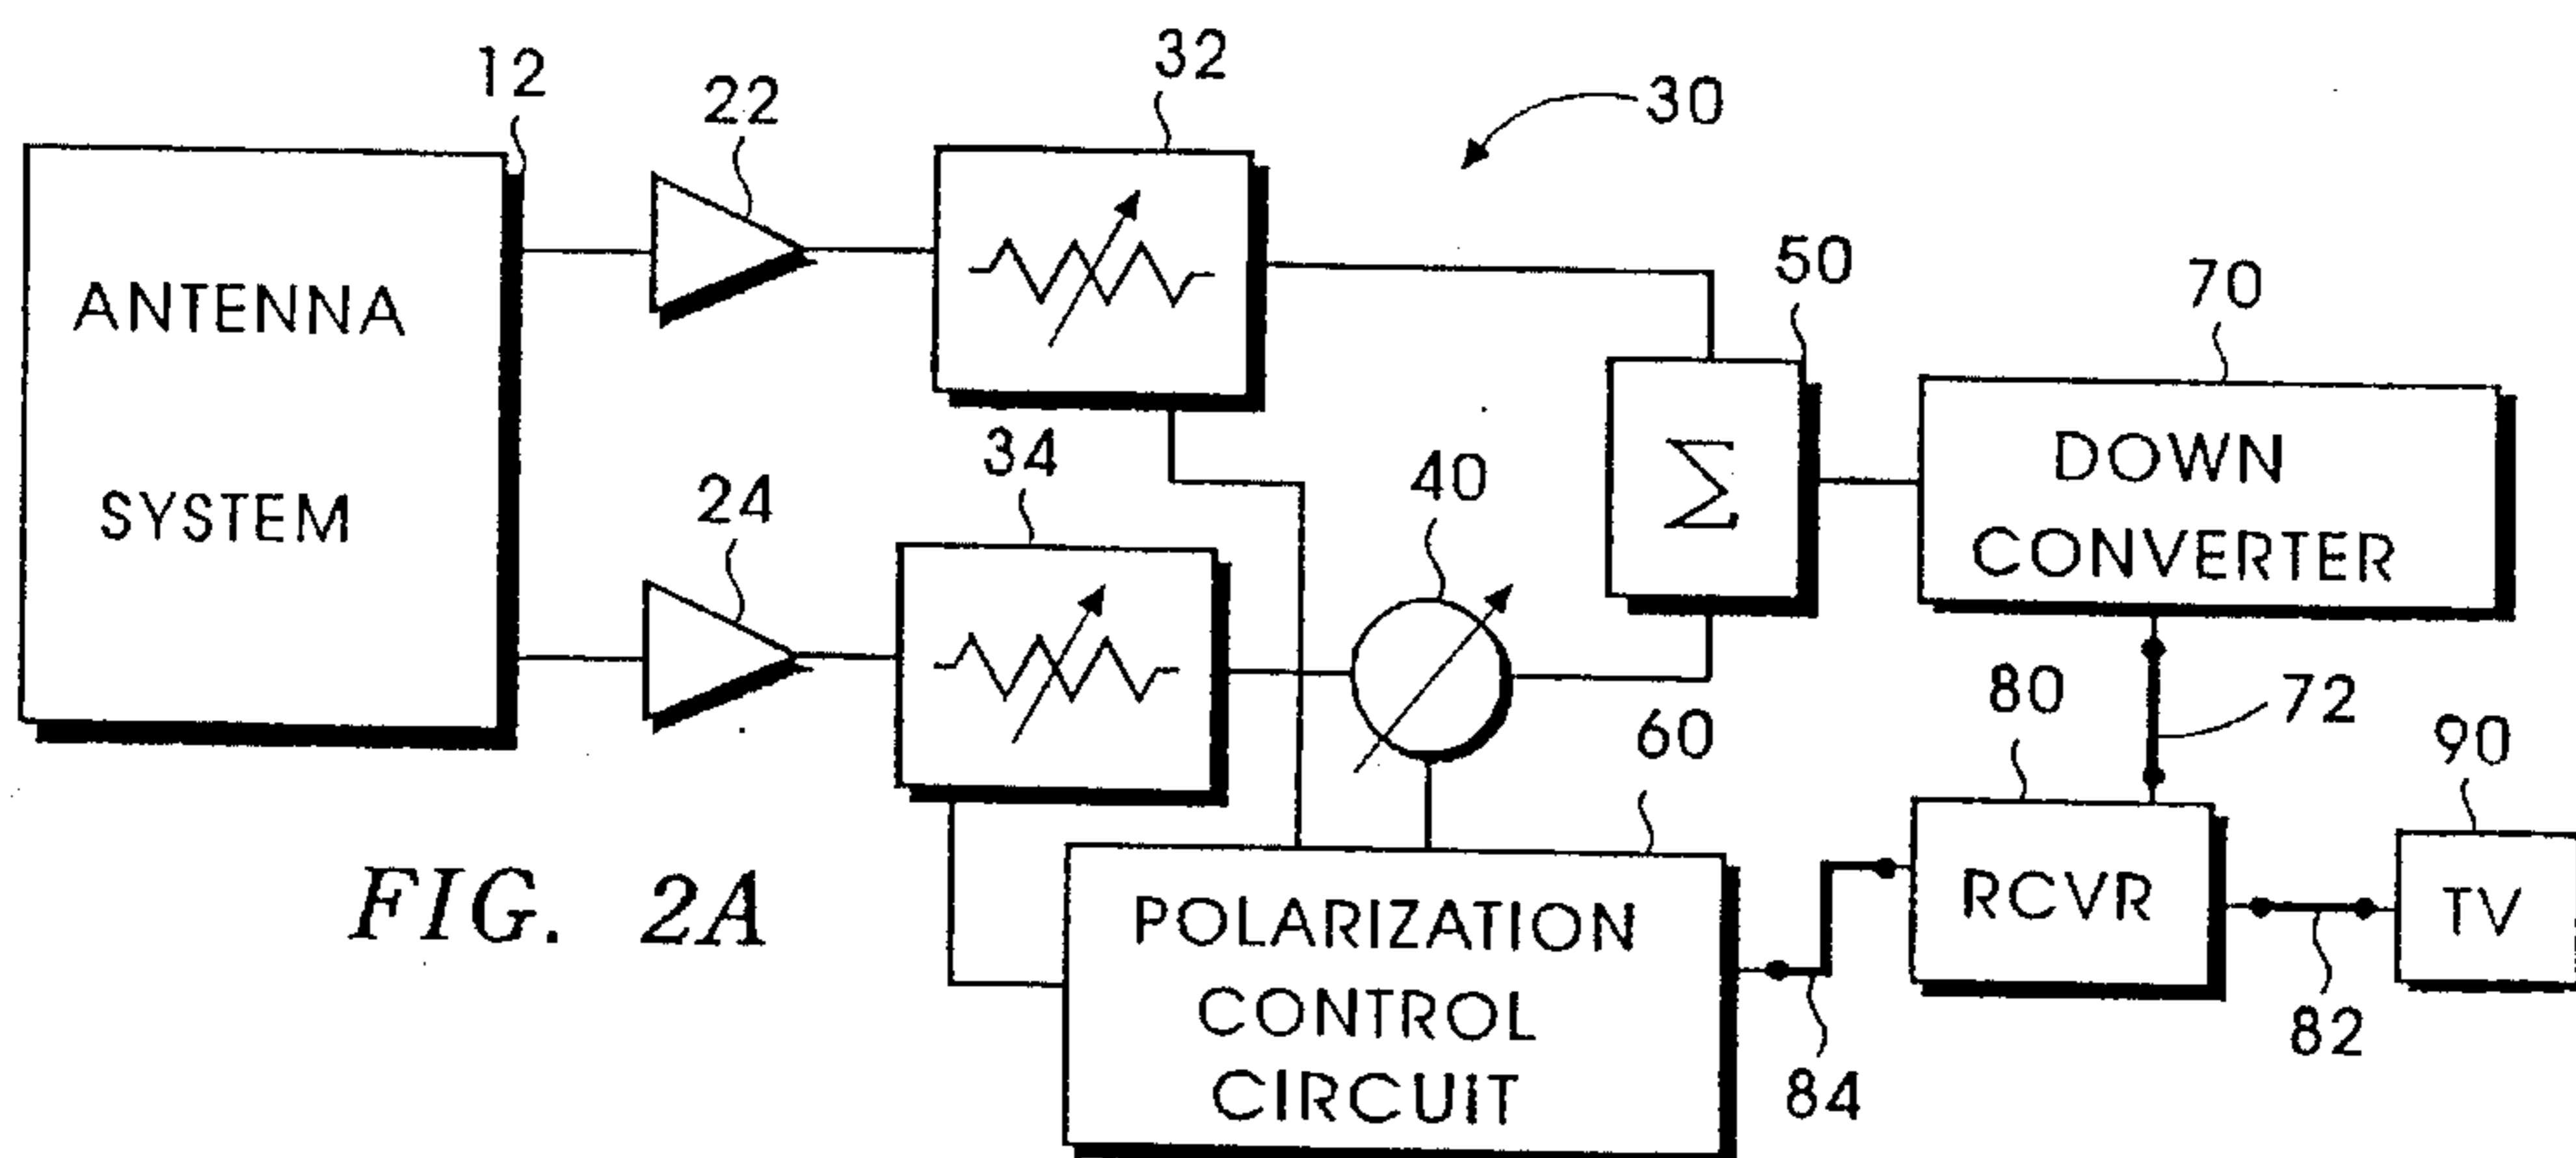 12
22
32
30
ANTENNA
SYSTEM
24
34
40
50
Σ
70
DOWN
CONVERTER
72
60
80
90
RCVR
TV
82
84
POLARIZATION
CONTROL
CIRCUIT
FIG. 2A